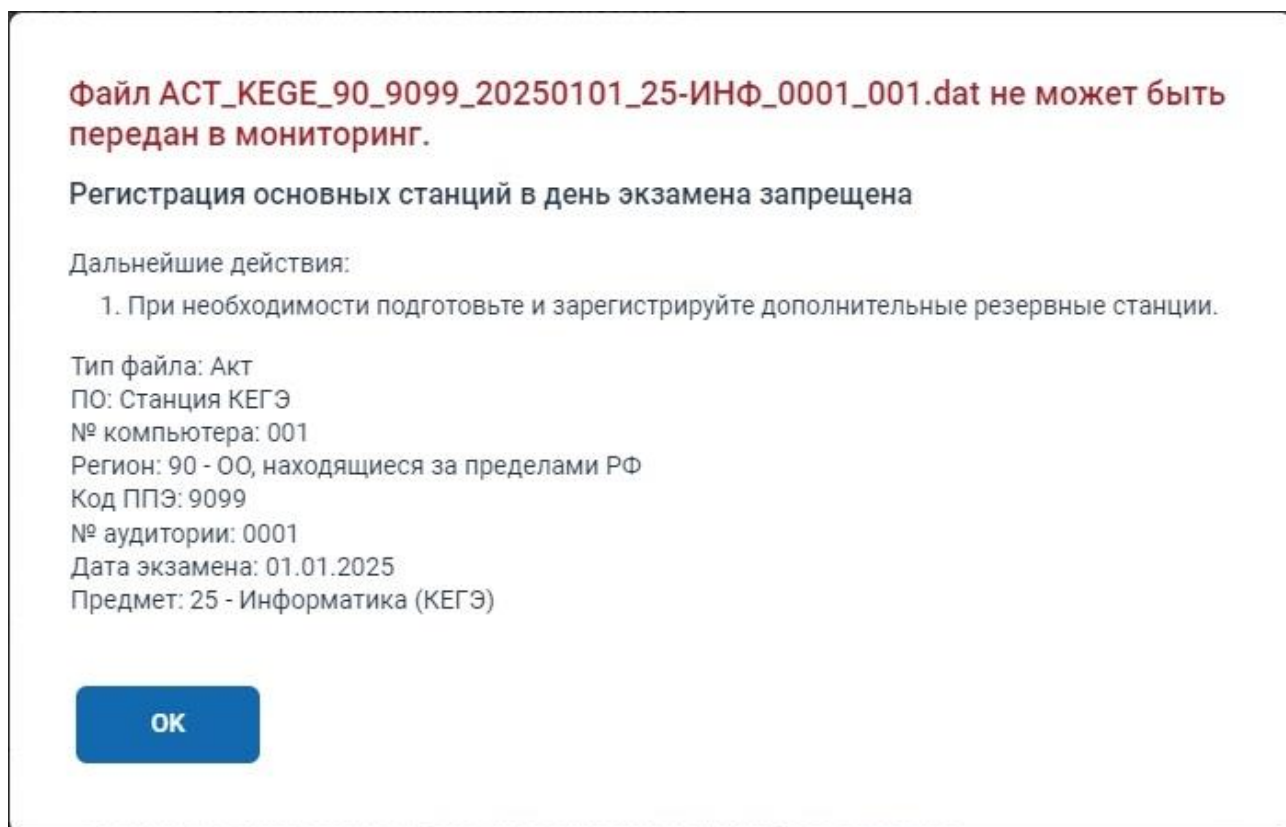 Файл ACT_KEGE_90_9099_20250101_25-ИНФ_0001_001.dat не может быть
передан в мониторинг.
Регистрация основных станций в день экзамена запрещена
Дальнейшие действия:
1. При необходимости подготовьте и зарегистрируйте дополнительные резервные станции.
Тип файла: Акт
ПО: Станция КЕГЭ
№ компьютера: 001
Регион: 90 - ОО, находящиеся за пределами РФ
Код ППЭ: 9099
№ аудитории: 0001
Дата экзамена: 01.01.2025
Предмет: 25 - Информатика (КЕГЭ)
ОК